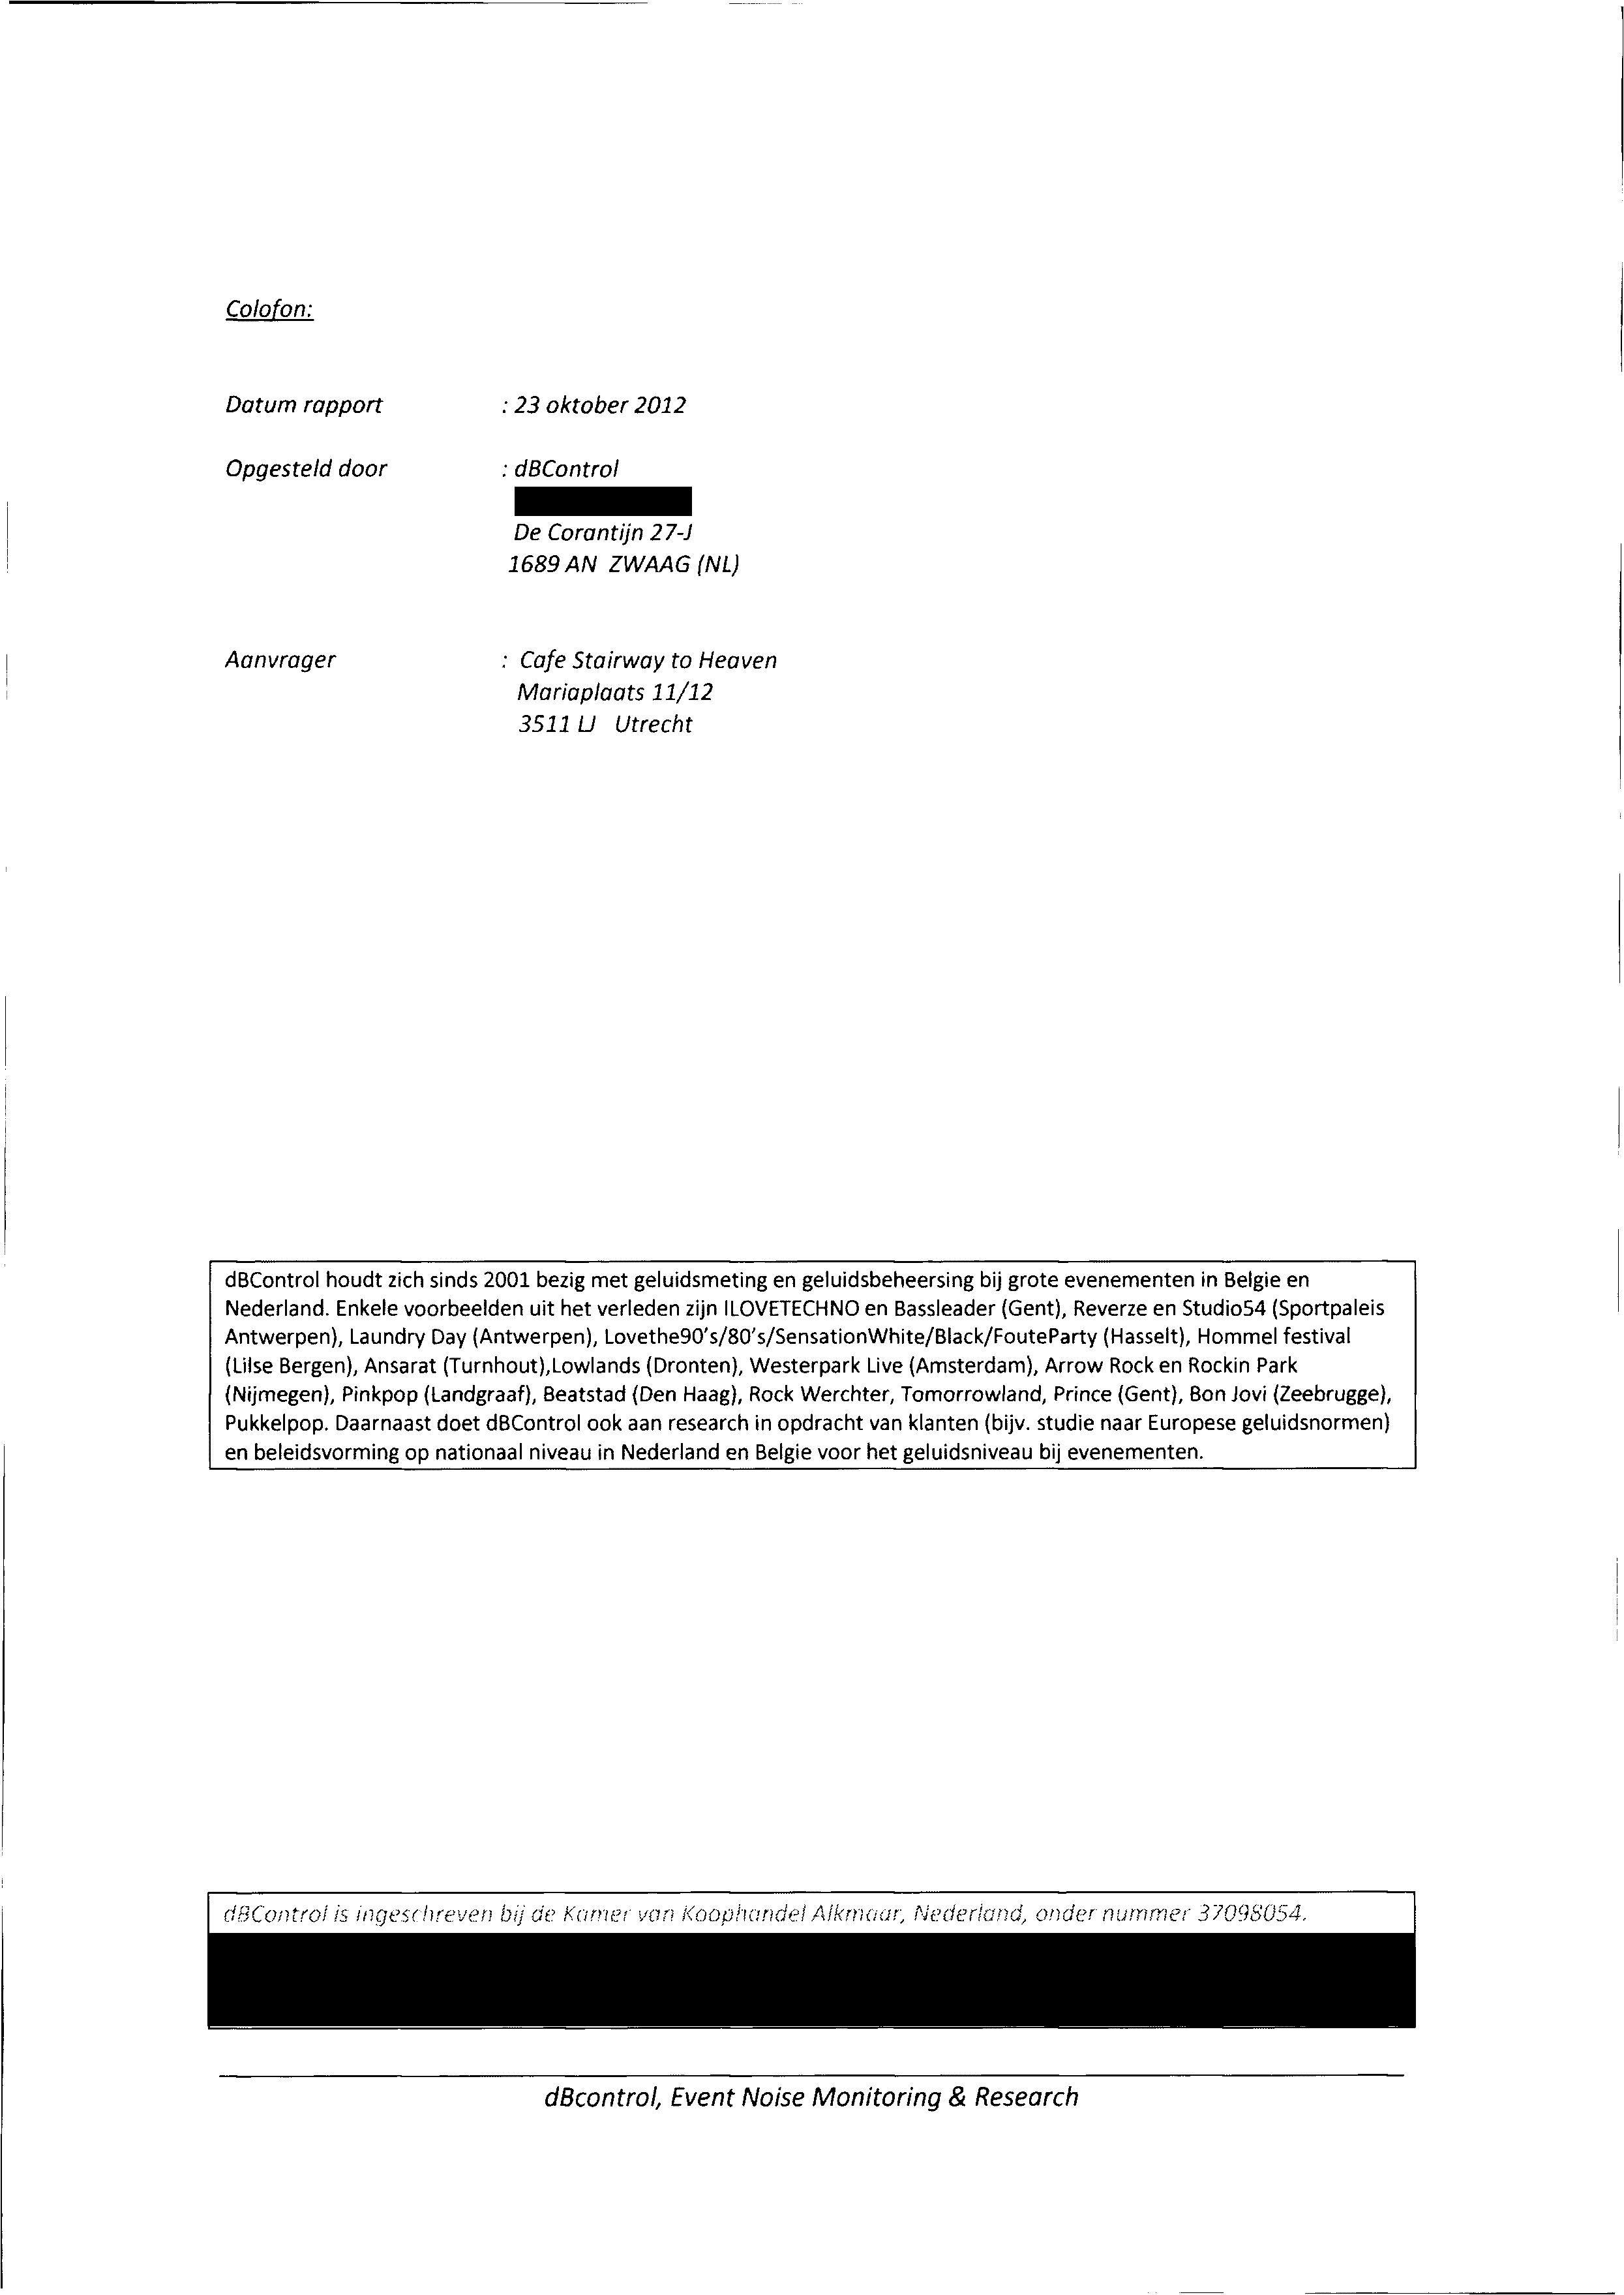 Colofon:
Datum rapport : 23 oktober 2012
Opgesteld door : dBControl
De Corantijn 27-J
1689 AN ZWAAG (NL)
Aanvrager : Cafe Stairway to Heaven
Mariaplaats 11/12
3511 LJ Utrecht
dBControl houdt zich sinds 2001 bezig met geluidsmeting en geluidsbeheersing bij grote evenementen in Belgie en
Nederland. Enkele voorbeelden uit het verleden zijn ILOVETECHNO en Bassleader (Gent), Reverze en Studio54 (Sportpaleis
Antwerpen), Laundry Day (Antwerpen), Lovethe90's/80's/SensationWhite/Black/FouteParty (Hasselt), Hommel festival
(Lilse Bergen), Ansarat (Turnhout),Lowlands (Dronten), Westerpark Live (Amsterdam), Arrow Rock en Rockin Park
(Nijmegen), Pinkpop (Landgraaf), Beatstad (Den Haag), Rock Werchter, Tomorrowland, Prince (Gent), Bon Jovi (Zeebrugge),
Pukkelpop. Daarnaast doet dBControl ook aan research in opdracht van klanten (bijv. studie naar Europese geluidsnormen)
en beleidsvorming op nationaal niveau in Nederland en Belgie voor het geluidsniveau bij evenementen.
dBControl is ingeschreven bij de Kamer van Koophandel Alkmaar, Nederland, onder nummer 37098054.
dBcontrol, Event Noise Monitoring & Research